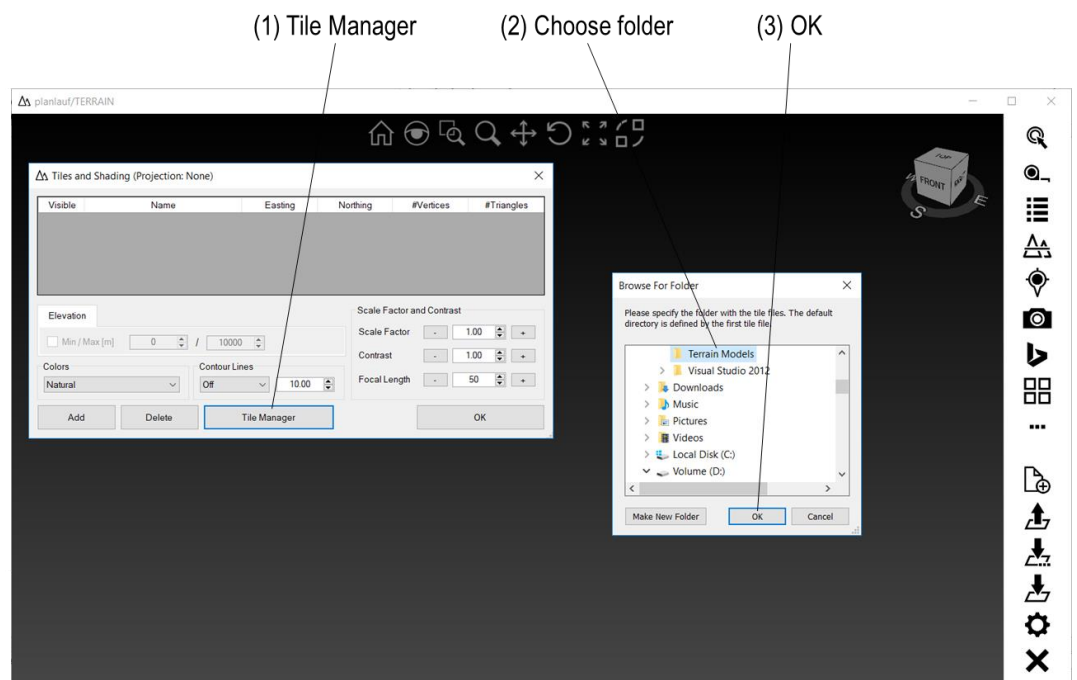 (1) Tile Manager (2) Choose folder (3) OK
planlauf/TERRAIN
Tiles and Shading (Projection: None)
Visible Name Easting Northing #Vertices #Triangles
Elevation
Min / Max [m] 0 / 10000
Colors
Natural
Contour Lines
Off 10.00
Scale Factor and Contrast
Scale Factor - 1.00 +
Contrast - 1.00 +
Focal Length - 50 +
Add Delete Tile Manager OK
TOP
FRONT
W
S
E
Browse For Folder
Please specify the folder with the tile files. The default
directory is defined by the first tile file.
Terrain Models
Visual Studio 2012
Downloads
Music
Pictures
Videos
Local Disk (C:)
Volume (D:)
Make New Folder OK Cancel